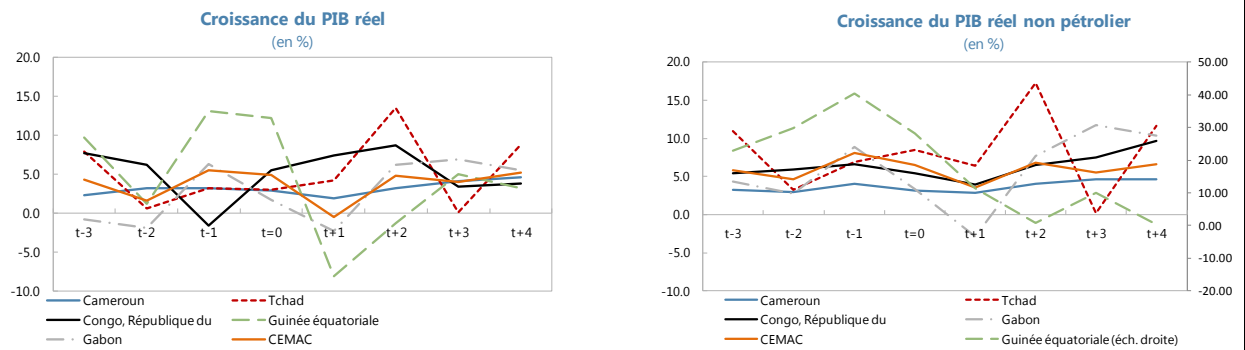 Croissance du PIB réel
(en %)
20.0
15.0
10.0
5.0
0.0
-5.0
-10.0
t-3 t-2 t-1 t=0 t+1 t+2 t+3 t+4
Cameroun Tchad
Congo, République du Guinée équatoriale
Gabon CEMAC
Croissance du PIB réel non pétrolier
(en %)
20.0
15.0
10.0
5.0
0.0
-5.0
-10.0
50.00
40.00
30.00
20.00
10.00
0.00
-10.00
-20.00
t-3 t-2 t-1 t=0 t+1 t+2 t+3 t+4
Cameroun Tchad
Congo, République du Gabon
CEMAC Guinée équatoriale (éch. droite)